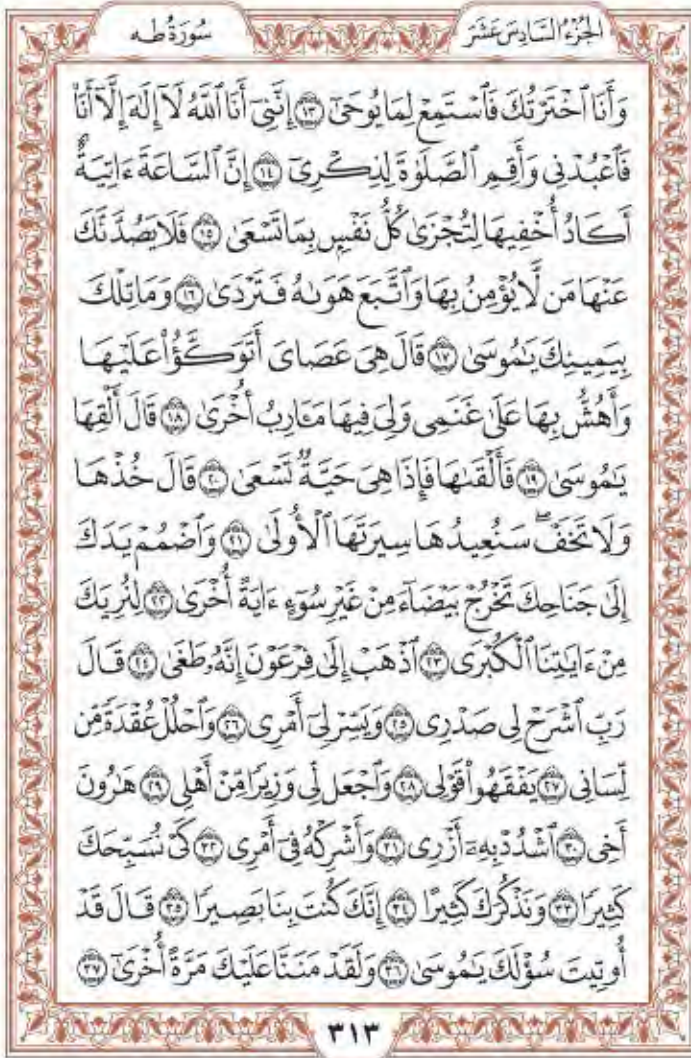 الجُزْءُ السَّادِسَ عَشَرَ
سُورَةُ طٰه
وَأَنَا ٱخۡتَرۡتُكَ فَٱسۡتَمِعۡ لِمَا يُوحَىٰٓ ۝١٣ إِنَّنِيٓ أَنَا ٱللَّهُ لَآ إِلَٰهَ إِلَّآ أَنَا۠
فَٱعۡبُدۡنِي وَأَقِمِ ٱلصَّلَوٰةَ لِذِكۡرِيٓ ۝١٤ إِنَّ ٱلسَّاعَةَ ءَاتِيَةٌ
أَكَادُ أُخۡفِيهَا لِتُجۡزَىٰ كُلُّ نَفۡسِۭ بِمَا تَسۡعَىٰ ۝١٥ فَلَا يَصُدَّنَّكَ
عَنۡهَا مَن لَّا يُؤۡمِنُ بِهَا وَٱتَّبَعَ هَوَىٰهُ فَتَرۡدَىٰ ۝١٦ وَمَا تِلۡكَ
بِيَمِينِكَ يَٰمُوسَىٰ ۝١٧ قَالَ هِيَ عَصَايَ أَتَوَكَّؤُاْ عَلَيۡهَا
وَأَهُشُّ بِهَا عَلَىٰ غَنَمِي وَلِيَ فِيهَا مَـَٔارِبُ أُخۡرَىٰ ۝١٨ قَالَ أَلۡقِهَا
يَٰمُوسَىٰ ۝١٩ فَأَلۡقَىٰهَا فَإِذَا هِيَ حَيَّةٌ تَسۡعَىٰ ۝٢٠ قَالَ خُذۡهَا
وَلَا تَخَفۡۖ سَنُعِيدُهَا سِيرَتَهَا ٱلۡأُولَىٰ ۝٢١ وَٱضۡمُمۡ يَدَكَ
إِلَىٰ جَنَاحِكَ تَخۡرُجۡ بَيۡضَآءَ مِنۡ غَيۡرِ سُوٓءٍ ءَايَةً أُخۡرَىٰ ۝٢٢ لِنُرِيَكَ
مِنۡ ءَايَٰتِنَا ٱلۡكُبۡرَى ۝٢٣ ٱذۡهَبۡ إِلَىٰ فِرۡعَوۡنَ إِنَّهُۥ طَغَىٰ ۝٢٤ قَالَ
رَبِّ ٱشۡرَحۡ لِي صَدۡرِي ۝٢٥ وَيَسِّرۡ لِيٓ أَمۡرِي ۝٢٦ وَٱحۡلُلۡ عُقۡدَةً مِّن
لِّسَانِي ۝٢٧ يَفۡقَهُواْ قَوۡلِي ۝٢٨ وَٱجۡعَل لِّي وَزِيرًا مِّنۡ أَهۡلِي ۝٢٩ هَٰرُونَ
أَخِي ۝٣٠ ٱشۡدُدۡ بِهِۦٓ أَزۡرِي ۝٣١ وَأَشۡرِكۡهُ فِيٓ أَمۡرِي ۝٣٢ كَيۡ نُسَبِّحَكَ
كَثِيرًا ۝٣٣ وَنَذۡكُرَكَ كَثِيرًا ۝٣٤ إِنَّكَ كُنتَ بِنَا بَصِيرًا ۝٣٥ قَالَ قَدۡ
أُوتِيتَ سُؤۡلَكَ يَٰمُوسَىٰ ۝٣٦ وَلَقَدۡ مَنَنَّا عَلَيۡكَ مَرَّةً أُخۡرَىٰٓ ۝٣٧
٣١٣